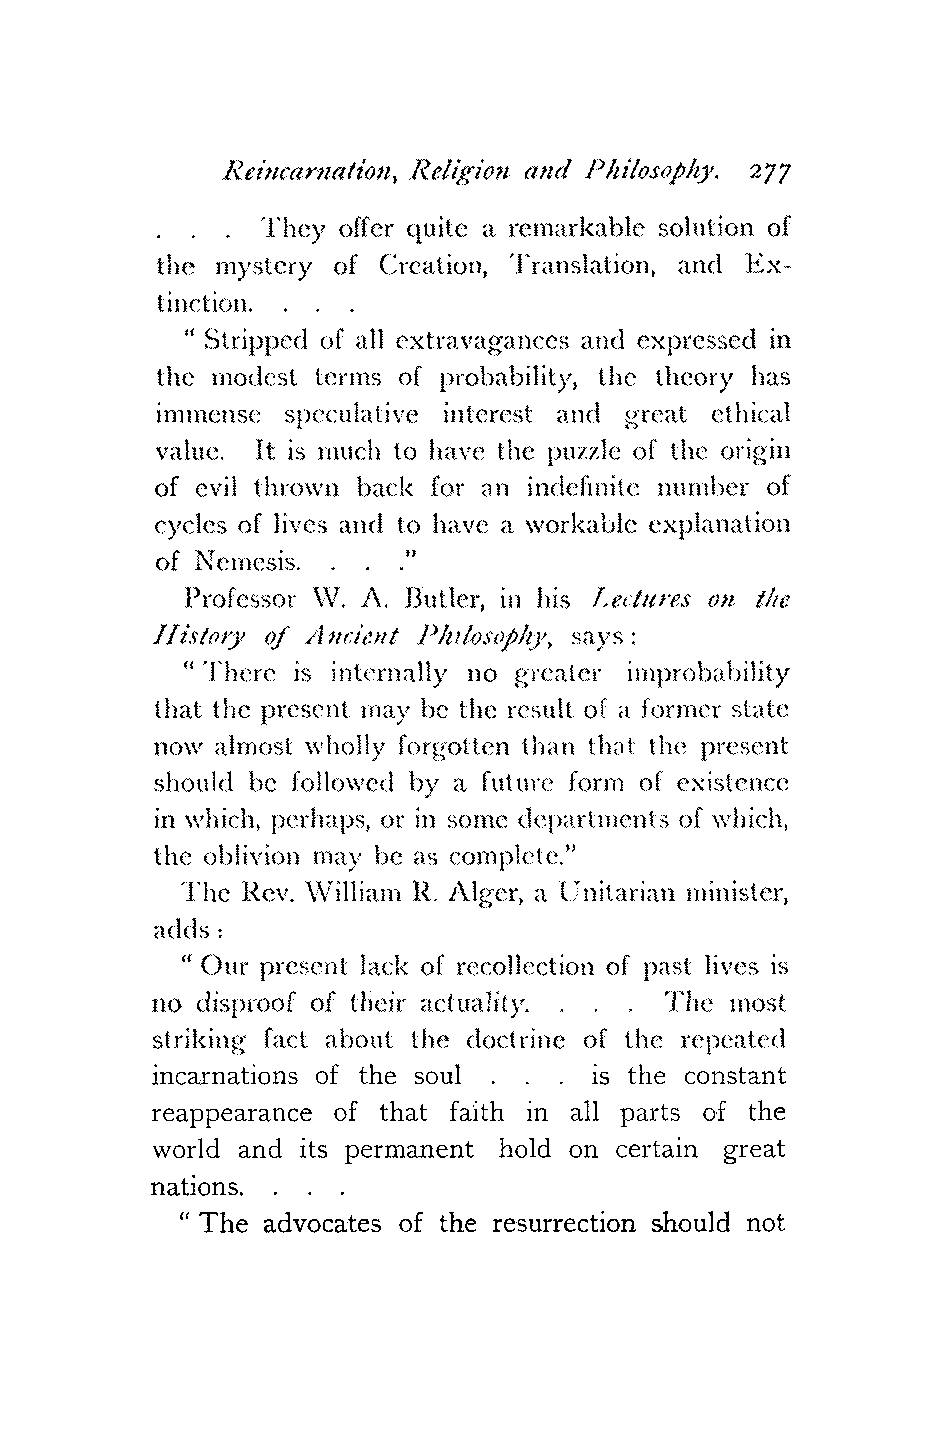 Reincarnation, Religion and Philosophy. 277
. . . They offer quite a remarkable solution of
the mystery of Creation, Translation, and Ex-
tinction. . . .
“ Stripped of all extravagances and expressed in
the modest terms of probability, the theory has
immense speculative interest and great ethical
value. It is much to have the puzzle of the origin
of evil thrown back for an indefinite number of
cycles of lives and to have a workable explanation
of Nemesis. . . .”
Professor W. A. Butler, in his Lectures on the
History of Ancient Philosophy, says :
“ There is internally no greater improbability
that the present may be the result of a former state
now almost wholly forgotten than that the present
should be followed by a future form of existence
in which, perhaps, or in some departments of which,
the oblivion may be as complete.”
The Rev. William R. Alger, a Unitarian minister,
adds :
“ Our present lack of recollection of past lives is
no disproof of their actuality. . . . The most
striking fact about the doctrine of the repeated
incarnations of the soul . . . is the constant
reappearance of that faith in all parts of the
world and its permanent hold on certain great
nations. . . .
“ The advocates of the resurrection should not